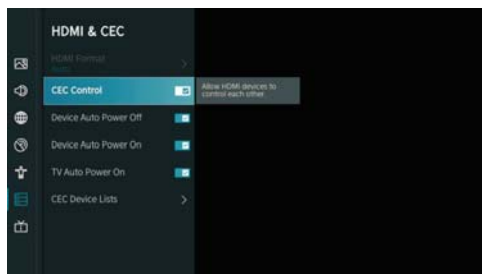 HDMI & CEC
HDMI Format
Auto
CEC Control
Allow HDMI devices to
control each other
Device Auto Power Off
Device Auto Power On
TV Auto Power On
CEC Device Lists